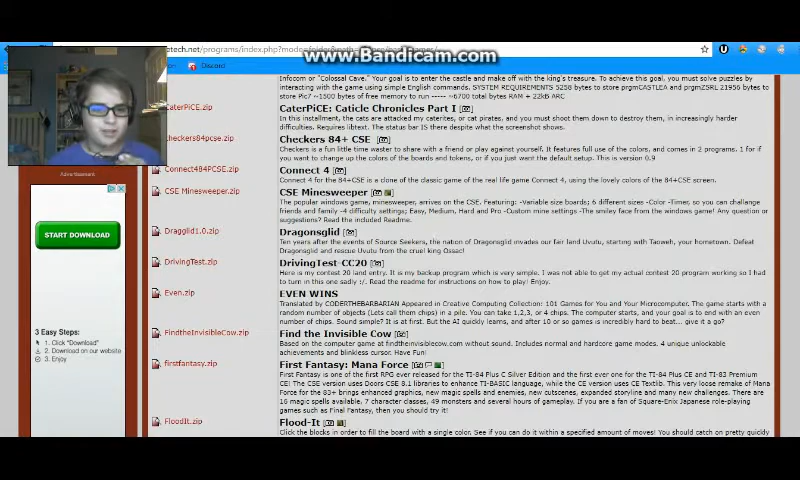 www.Bandicam.com
etech.net/programs/index.php?mode=folder&path=
Discord
Infocom or "Colossal Cave." Your goal is to enter the castle and make off with the king's treasure. To achieve this goal, you must solve puzzles by
interacting with the game using simple English commands. SYSTEM REQUIREMENTS 5258 bytes to store prgmCASTLEA and prgmZSRL 21956 bytes to
store Pic7 ~1500 bytes of free memory to run ----- ~6700 total bytes RAM + 22kB ARC
CaterPiCE.zip
CaterPiCE: Caticle Chronicles Part I
In this installment, the cats are attacked my caterites, or cat pirates, and you must shoot them down to destroy them, in increasingly harder
difficulties. Requires libtext. The status bar IS there despite what the screenshot shows.
checkers84pcse.zip
Checkers 84+ CSE
Checkers is a fun little time waster to share with a friend or play against yourself. It features full use of the colors, and comes in 2 programs, 1 for if
you want to change up the colors of the boards and tokens, or if you just want the default setup. This is version 0.9
Connect484PCSE.zip
Connect 4
Connect 4 for the 84+CSE is a clone of the classic game of the real life game Connect 4, using the lovely colors of the 84+CSE screen.
CSE Minesweper.zip
CSE Minesweeper
The popular windows game, minesweeper, arrives on the CSE. Featurs: -Variable size boards; 6 different sizes -Color -Timer, so you can challange
friends and family -4 difficulty settings; Easy, Medium, Hard and Pro -Custom mine settings -The smiley face from the windows game! Any question or
suggestions? Read the included Readme.
Dragglid1.0.zip
Dragonsglid
Ten years after the events of Source Seekers, the nation of Dragonsglid invades our fair land Uvutu, starting with Taoweh, your hometown. Defeat
Dragonsglid and rescue Uvutu from the cruel king Ossac!
DrivingTest.zip
DrivingTest-CC20
Here is my contest 20 land entry. It is my backup program which is very simple. I was not able to get my actual contest 20 program working so I had
to turn in this one sadly :/. Read the readme for instructions on how to play! Enjoy.
Even.zip
EVEN WINS
Translated by CODERTHEBARBARIAN Appeared in Creative Computing Collection: 101 Games for You and Your Microcomputer. The game starts with a
random number of objects (Lets call them chips) in a pile. You can take 1,2,3, or 4 chips. The computer starts, and your goal is to end with an even
number of chips. Sound simple? It is at first. But the AI quickly learns, and after 10 or so games is incredibly hard to beat... give it a go?
FindtheInvisibleCow.zip
Find the Invisible Cow
Based on the computer game at findtheinvisiblecow.com without sound. Includes normal and hardcore game modes. 4 unique unlockable
achievements and blinkless cursor. Have Fun!
firstfantasy.zip
First Fantasy: Mana Force
First Fantasy is one of the first RPG ever released for the TI-84 Plus C Silver Edition and the first ever one for the TI-84 Plus CE and TI-83 Premium
CE! The CSE version uses Doors CSE 8.1 libraries to enhance TI-BASIC language, while the CE version uses CE Textlib. This very loose remake of Mana
Force for the 83+ brings enhanced graphics, new magic spells, new enemies, new cutscenes, expanded storyline and many new challenges. There are
16 magic spells available, 7 character classes, 49 monsters and several hours of gameplay. If you are a fan of Square-Enix Japanese role-playing
games such as Final Fantasy, then you should try it!
FloodIt.zip
Flood-It
Click the blocks in order to fill the board with a single color. See if you can do it within a specified amount of moves! You should catch on pretty quickly
Advertisement
START DOWNLOAD
3 Easy Steps:
1. Click "Download"
2. Download on our website
3. Enjoy